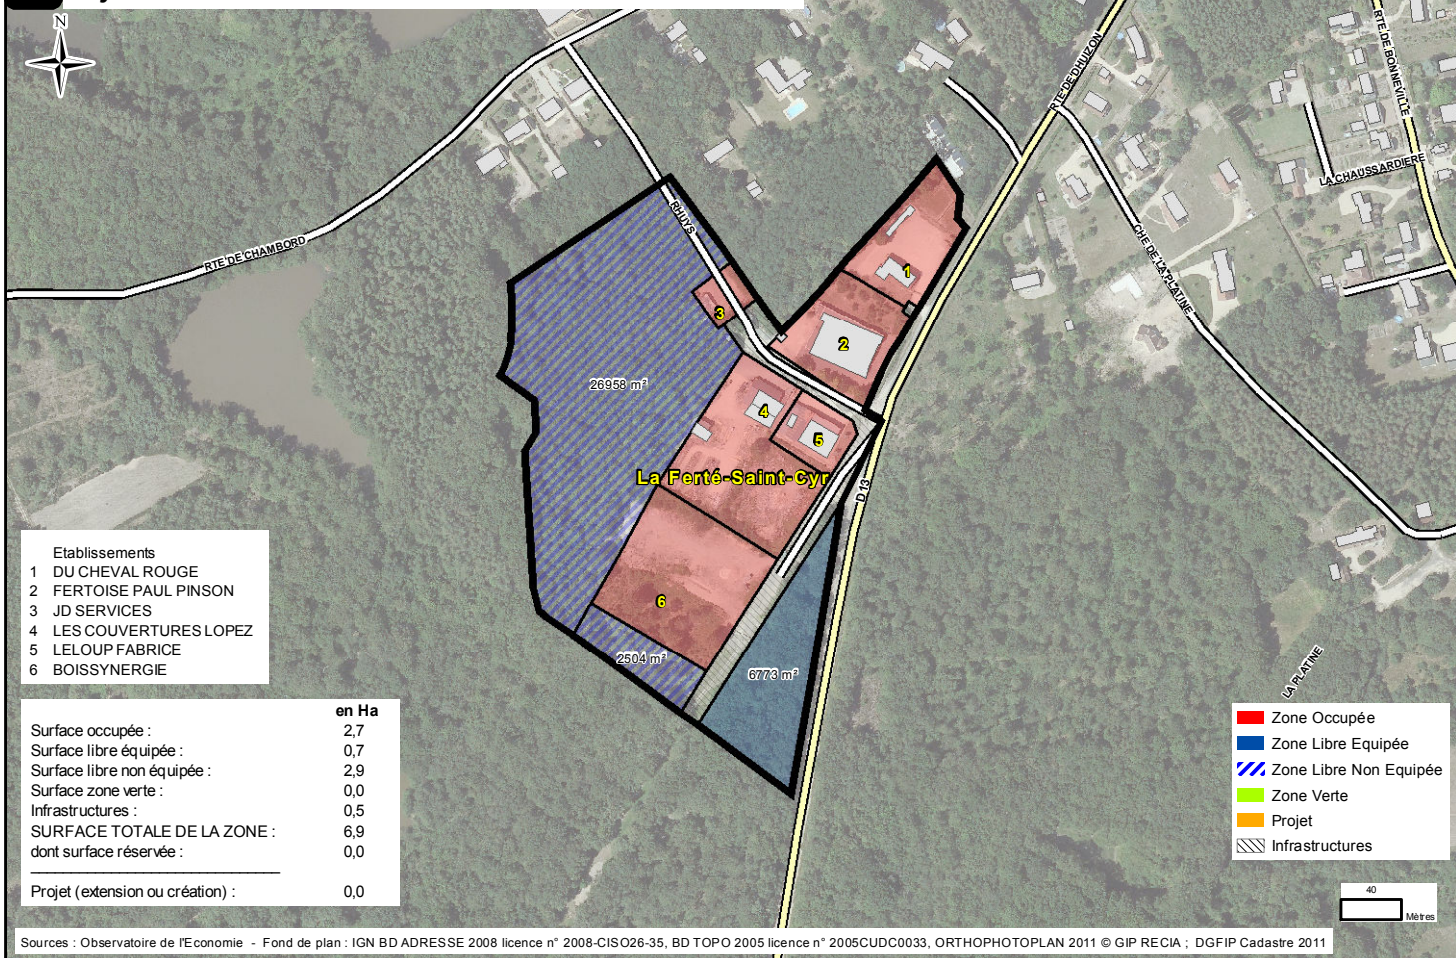 N
RTE DE DHUIZON
RTE DE BONNEVILLE
LA CHAUSSARDIERE
RHUYS
RTE DE CHAMBORD
CHE DE LA PLATINE
1
2
3
26958 m²
4
5
La Ferté-Saint-Cyr
D 13
6
2504 m²
6773 m²
LA PLATINE
Etablissements
1 DU CHEVAL ROUGE
2 FERTOISE PAUL PINSON
3 JD SERVICES
4 LES COUVERTURES LOPEZ
5 LELOUP FABRICE
6 BOISSYNERGIE
en Ha
Surface occupée : 2,7
Surface libre équipée : 0,7
Surface libre non équipée : 2,9
Surface zone verte : 0,0
Infrastructures : 0,5
SURFACE TOTALE DE LA ZONE : 6,9
dont surface réservée : 0,0
Projet (extension ou création) : 0,0
Zone Occupée
Zone Libre Equipée
Zone Libre Non Equipée
Zone Verte
Projet
Infrastructures
40
Mètres
Sources : Observatoire de l'Economie - Fond de plan : IGN BD ADRESSE 2008 licence n° 2008-CISO26-35, BD TOPO 2005 licence n° 2005CUDC0033, ORTHOPHOTOPLAN 2011 © GIP RECIA ; DGFIP Cadastre 2011